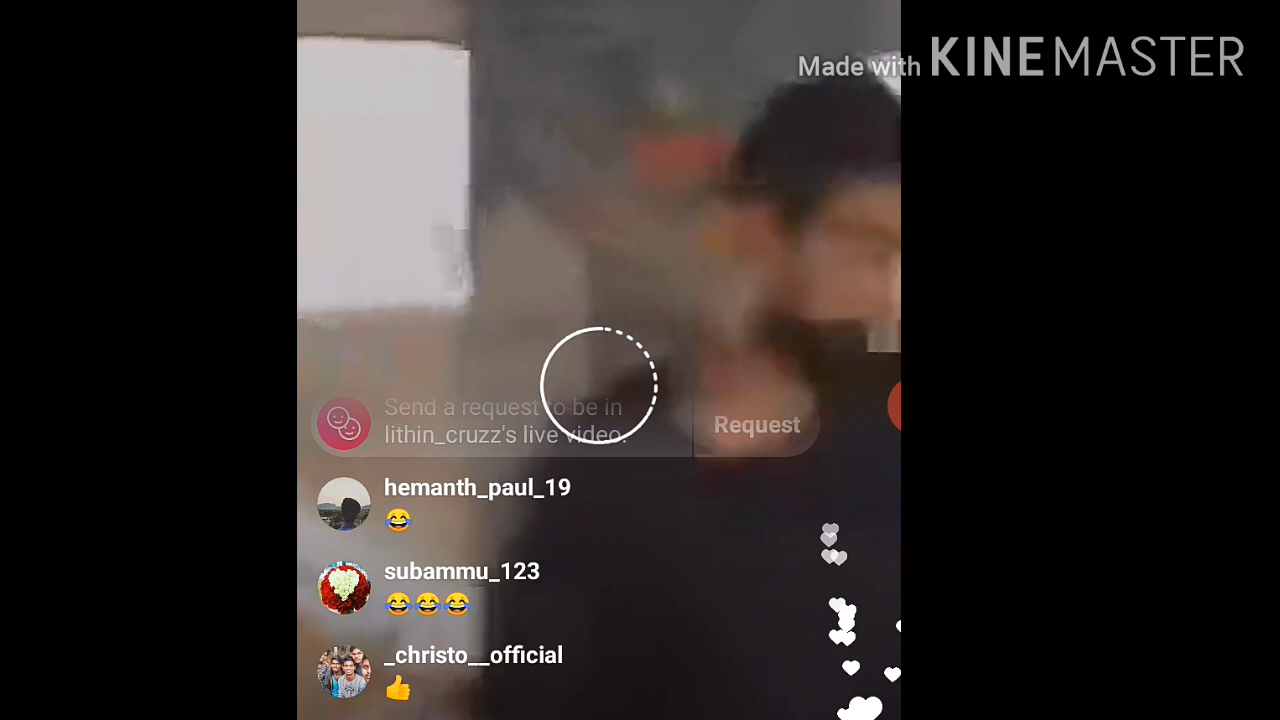 Made with KINEMASTER
Send a request to be in
lithin_cruzz's live video.
Request
hemanth_paul_19
😂
subammu_123
😂😂😂
_christo__official
👍